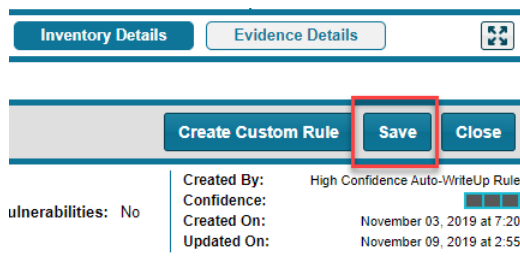 Inventory Details Evidence Details
Create Custom Rule Save Close
Created By: High Confidence Auto-WriteUp Rule
Confidence:
ulnerabilities: No
Created On: November 03, 2019 at 7:20
Updated On: November 09, 2019 at 2:55